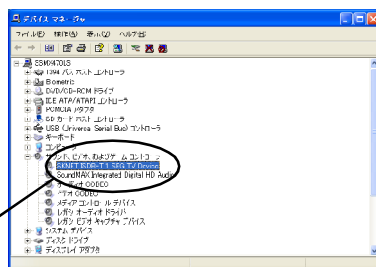 デバイス マネージャ
ファイル(F) 操作(A) 表示(V) ヘルプ(H)
1394 バス ホスト コントローラ
Biometric
DVD/CD-ROM ドライブ
IDE ATA/ATAPI コントローラ
PCMCIA アダプタ
SD ホスト コントローラ
USB (Universal Serial Bus) コントローラ
キーボード
コンピュータ
サウンド、ビデオ、およびゲーム コントローラ
SKNET ISDB-T 1 SEG TV Device
SoundMAX Integrated Digital HD Audio
オーディオ CODEC
ビデオ CODEC
メディア コントロール デバイス
レガシ オーディオ ドライバ
レガシ ビデオ キャプチャ デバイス
システム デバイス
ディスク ドライブ
ディスプレイ アダプタ